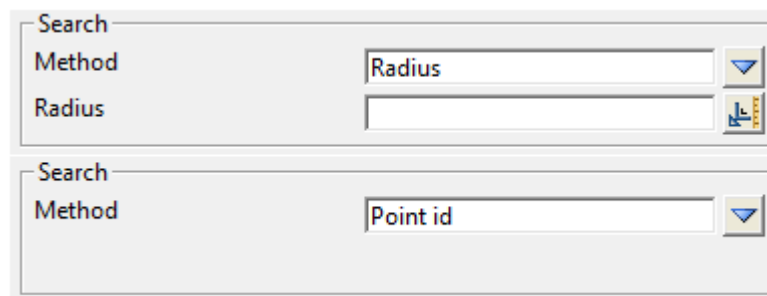 Search
Method Radius
Radius
Search
Method Point id